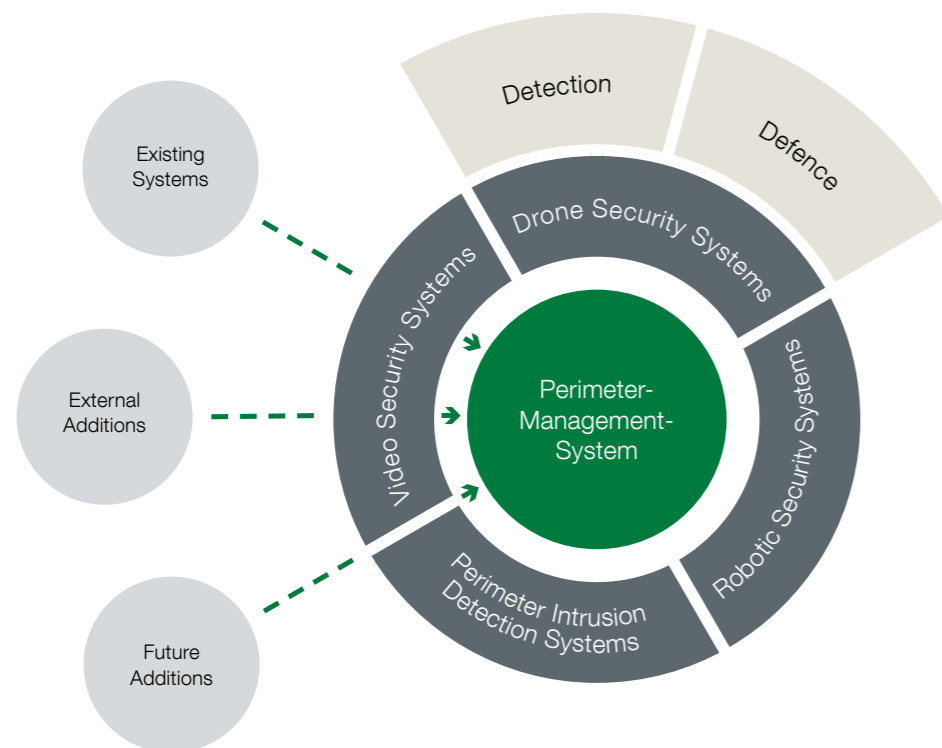 Detection
Defence
Existing
Systems
Drone Security Systems
Video Security Systems
Perimeter-
Management-
System
External
Additions
Robotic Security Systems
Perimeter Intrusion
Detection Systems
Future
Additions